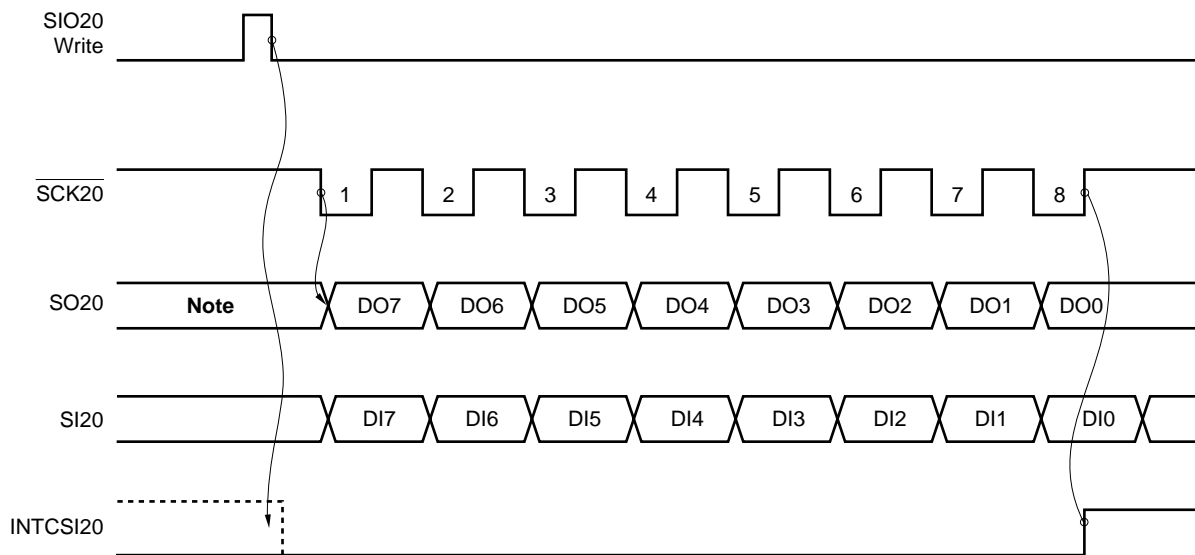 SIO20
Write
SCK20
1 2 3 4 5 6 7 8
SO20
Note DO7 DO6 DO5 DO4 DO3 DO2 DO1 DO0
SI20
DI7 DI6 DI5 DI4 DI3 DI2 DI1 DI0
INTCSI20